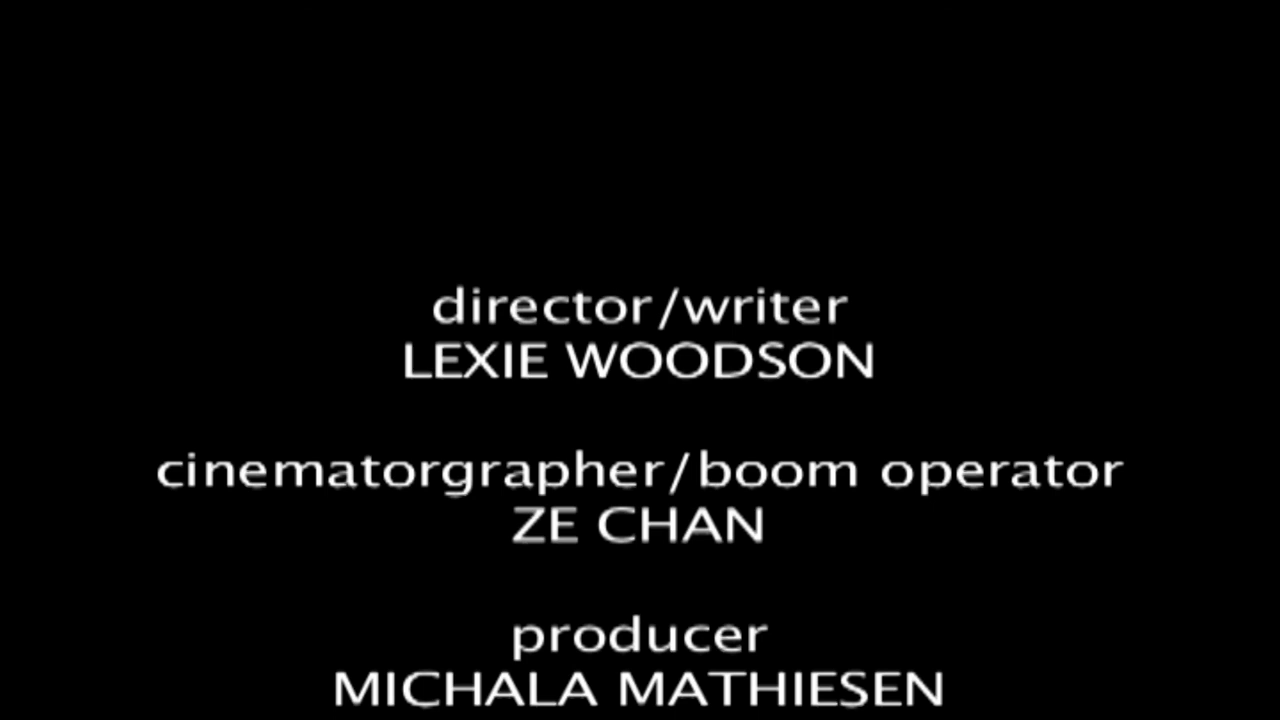 director/writer
LEXIE WOODSON
cinematorgrapher/boom operator
ZE CHAN
producer
MICHALA MATHIESEN